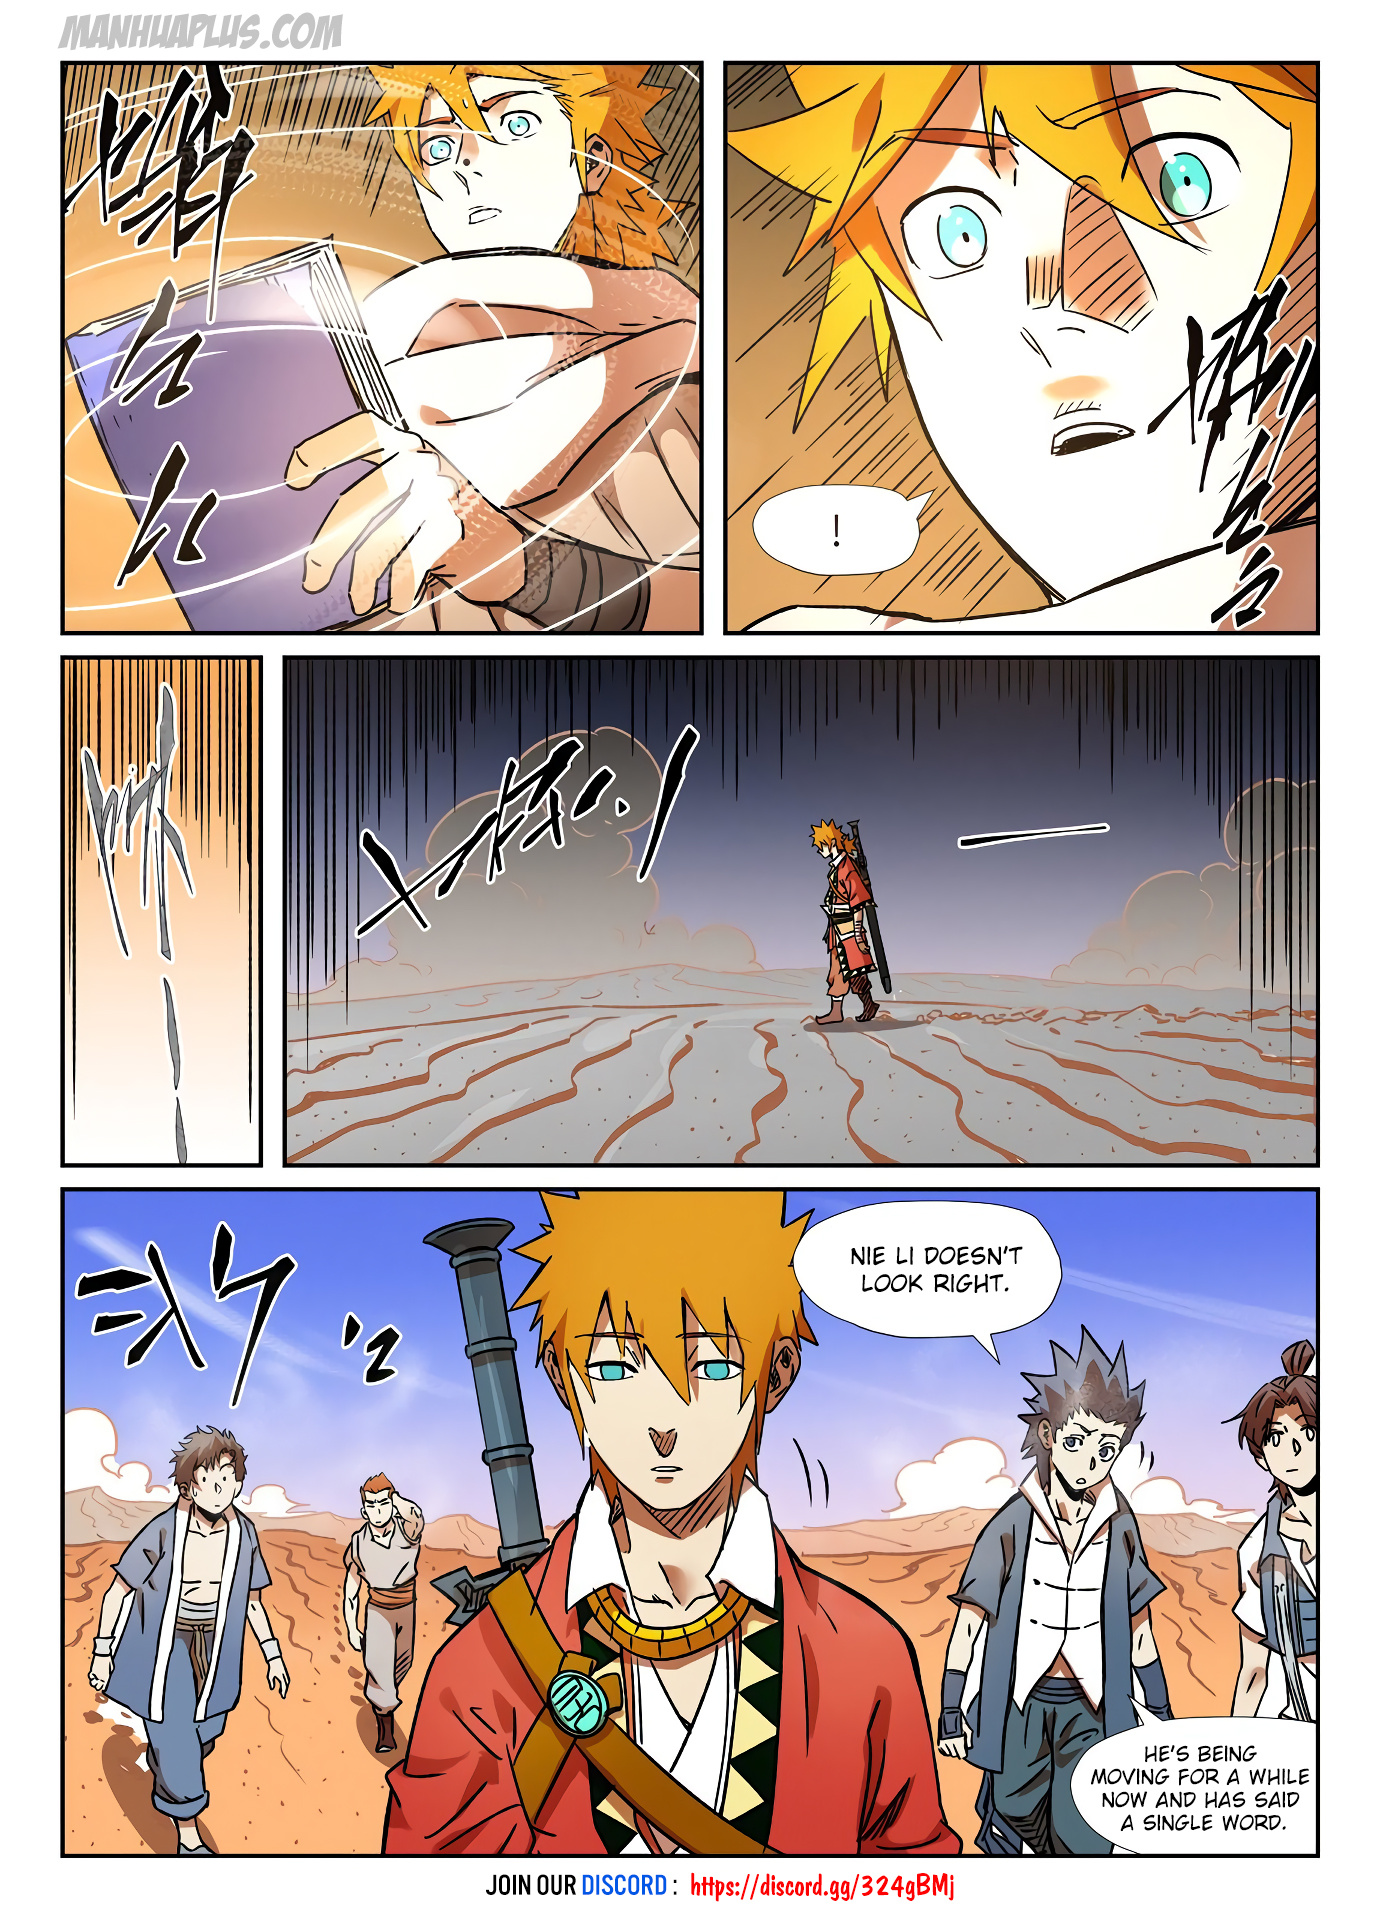 MANHUAPLUS.COM
!
NIE LI DOESN'T
LOOK RIGHT.
HE'S BEING
MOVING FOR A WHILE
NOW AND HAS SAID
A SINGLE WORD.
JOIN OUR DISCORD : https://discord.gg/324gBMj